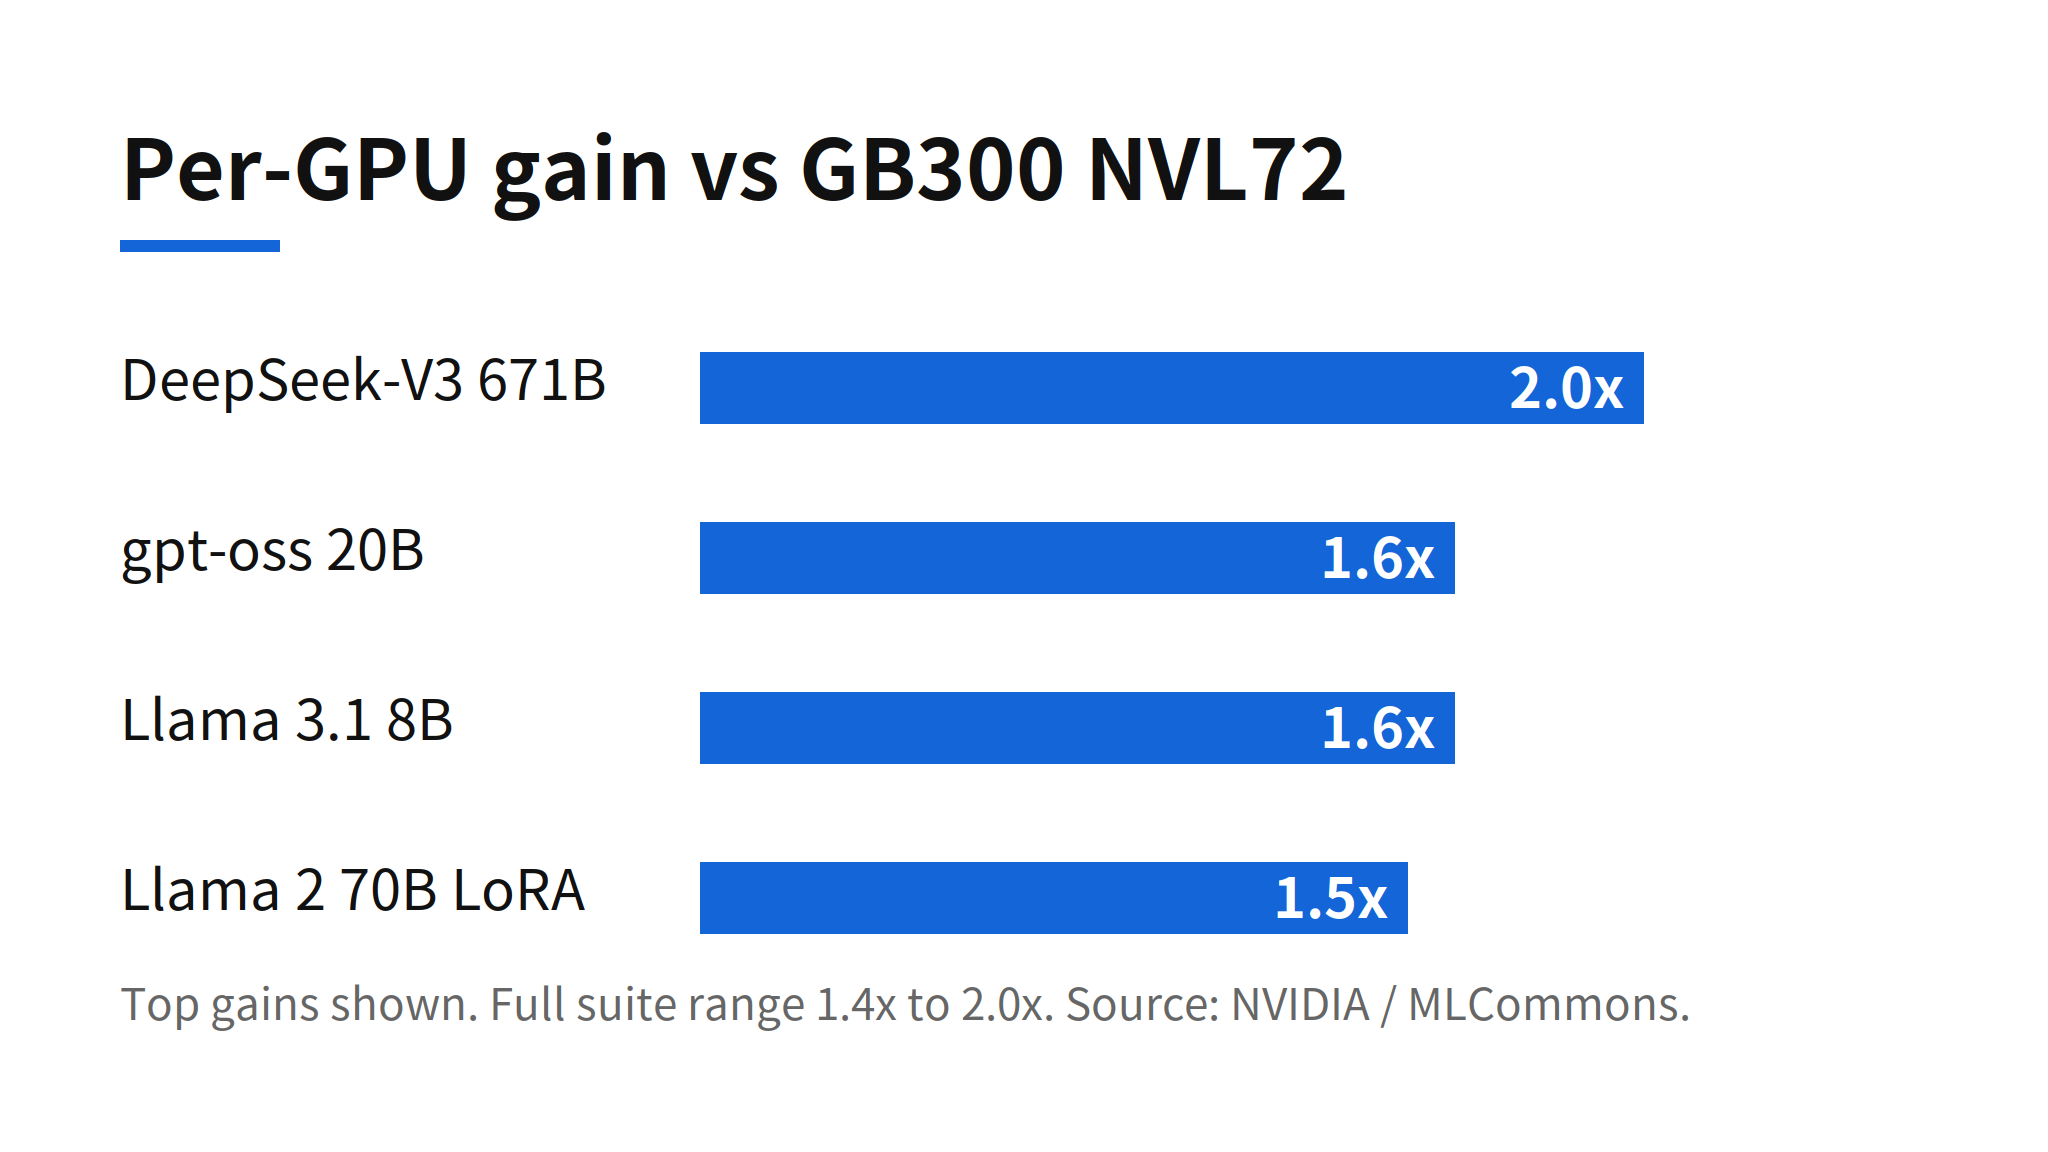 Per-GPU gain vs GB300 NVL72
DeepSeek-V3 671B 2.0x
gpt-oss 20B 1.6x
Llama 3.1 8B 1.6x
Llama 2 70B LoRA 1.5x
Top gains shown. Full suite range 1.4x to 2.0x. Source: NVIDIA / MLCommons.